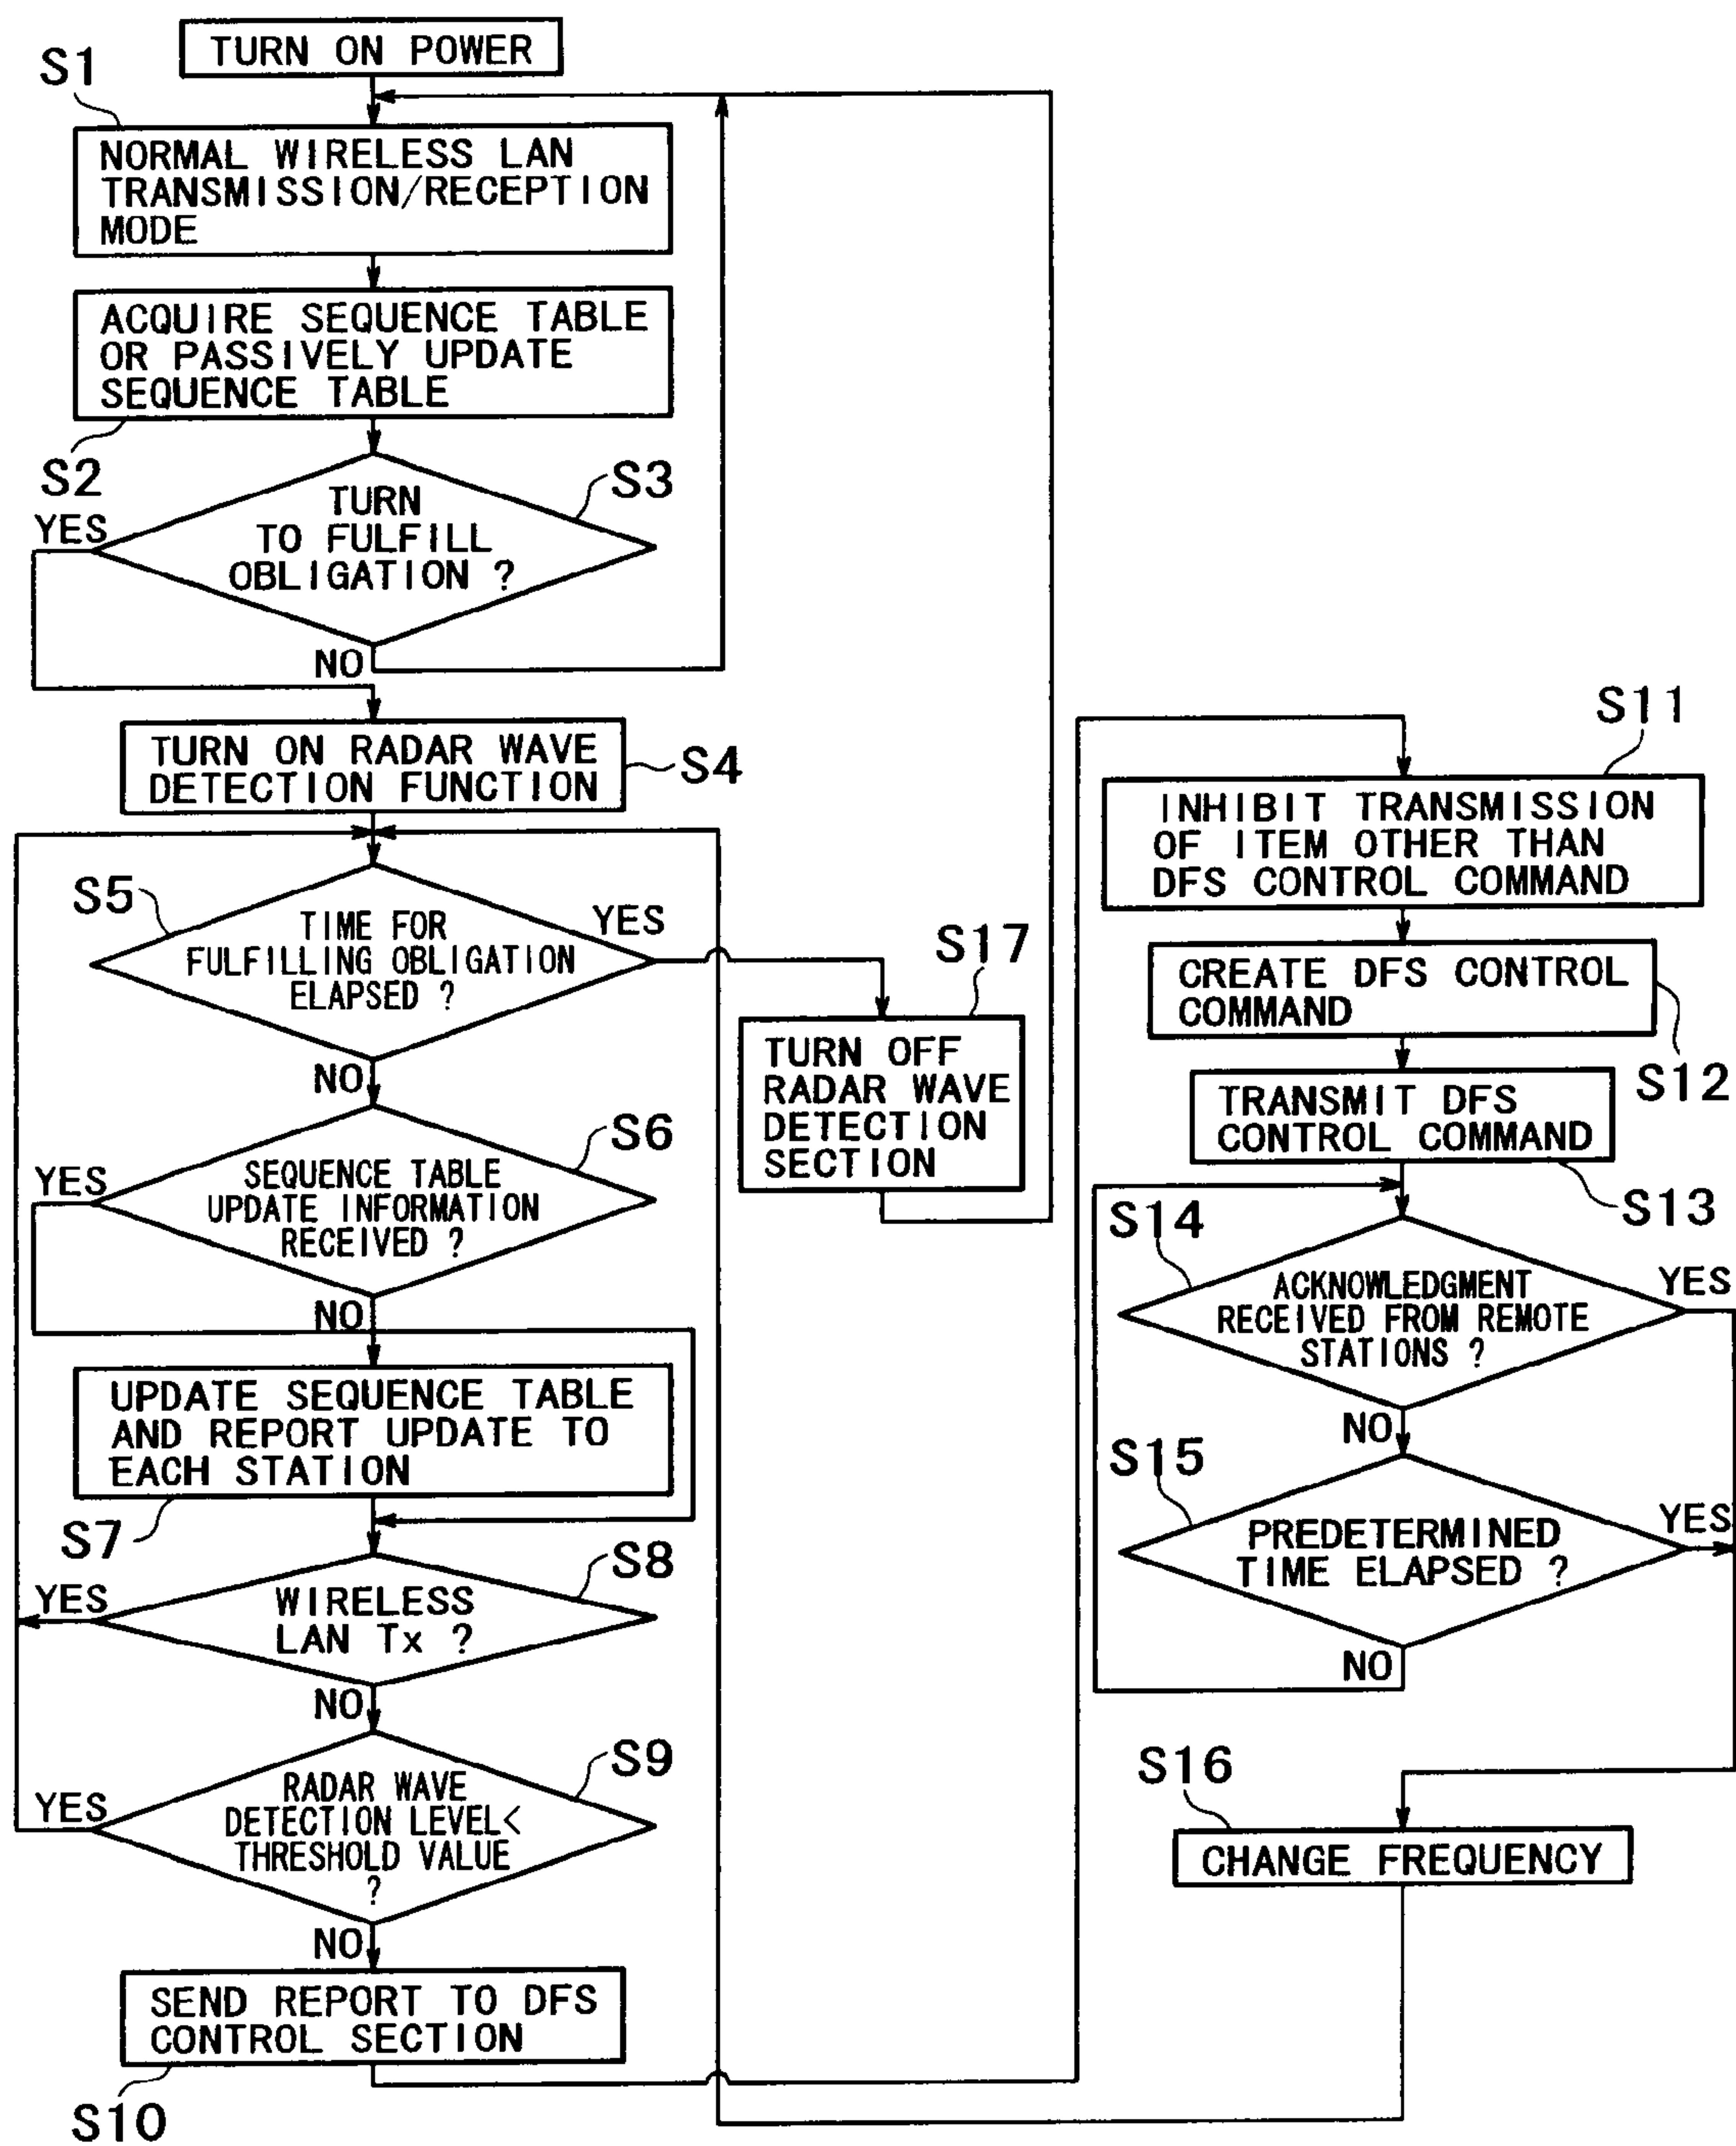 TURN ON POWER
S1
NORMAL WIRELESS LAN
TRANSMISSION/RECEPTION
MODE
ACQUIRE SEQUENCE TABLE
OR PASSIVELY UPDATE
SEQUENCE TABLE
S2
S3
TURN
TO FULFILL
OBLIGATION ?
YES
NO
TURN ON RADAR WAVE
DETECTION FUNCTION
S4
S5
TIME FOR
FULFILLING OBLIGATION
ELAPSED ?
YES
NO
S17
TURN OFF
RADAR WAVE
DETECTION
SECTION
S6
SEQUENCE TABLE
UPDATE INFORMATION
RECEIVED ?
YES
NO
UPDATE SEQUENCE TABLE
AND REPORT UPDATE TO
EACH STATION
S7
S8
WIRELESS
LAN Tx ?
YES
NO
S9
RADAR WAVE
DETECTION LEVEL<
THRESHOLD VALUE
?
YES
NO
SEND REPORT TO DFS
CONTROL SECTION
S10
S11
INHIBIT TRANSMISSION
OF ITEM OTHER THAN
DFS CONTROL COMMAND
CREATE DFS CONTROL
COMMAND
S12
TRANSMIT DFS
CONTROL COMMAND
S13
S14
ACKNOWLEDGMENT
RECEIVED FROM REMOTE
STATIONS ?
YES
NO
S15
PREDETERMINED
TIME ELAPSED ?
YES
NO
S16
CHANGE FREQUENCY